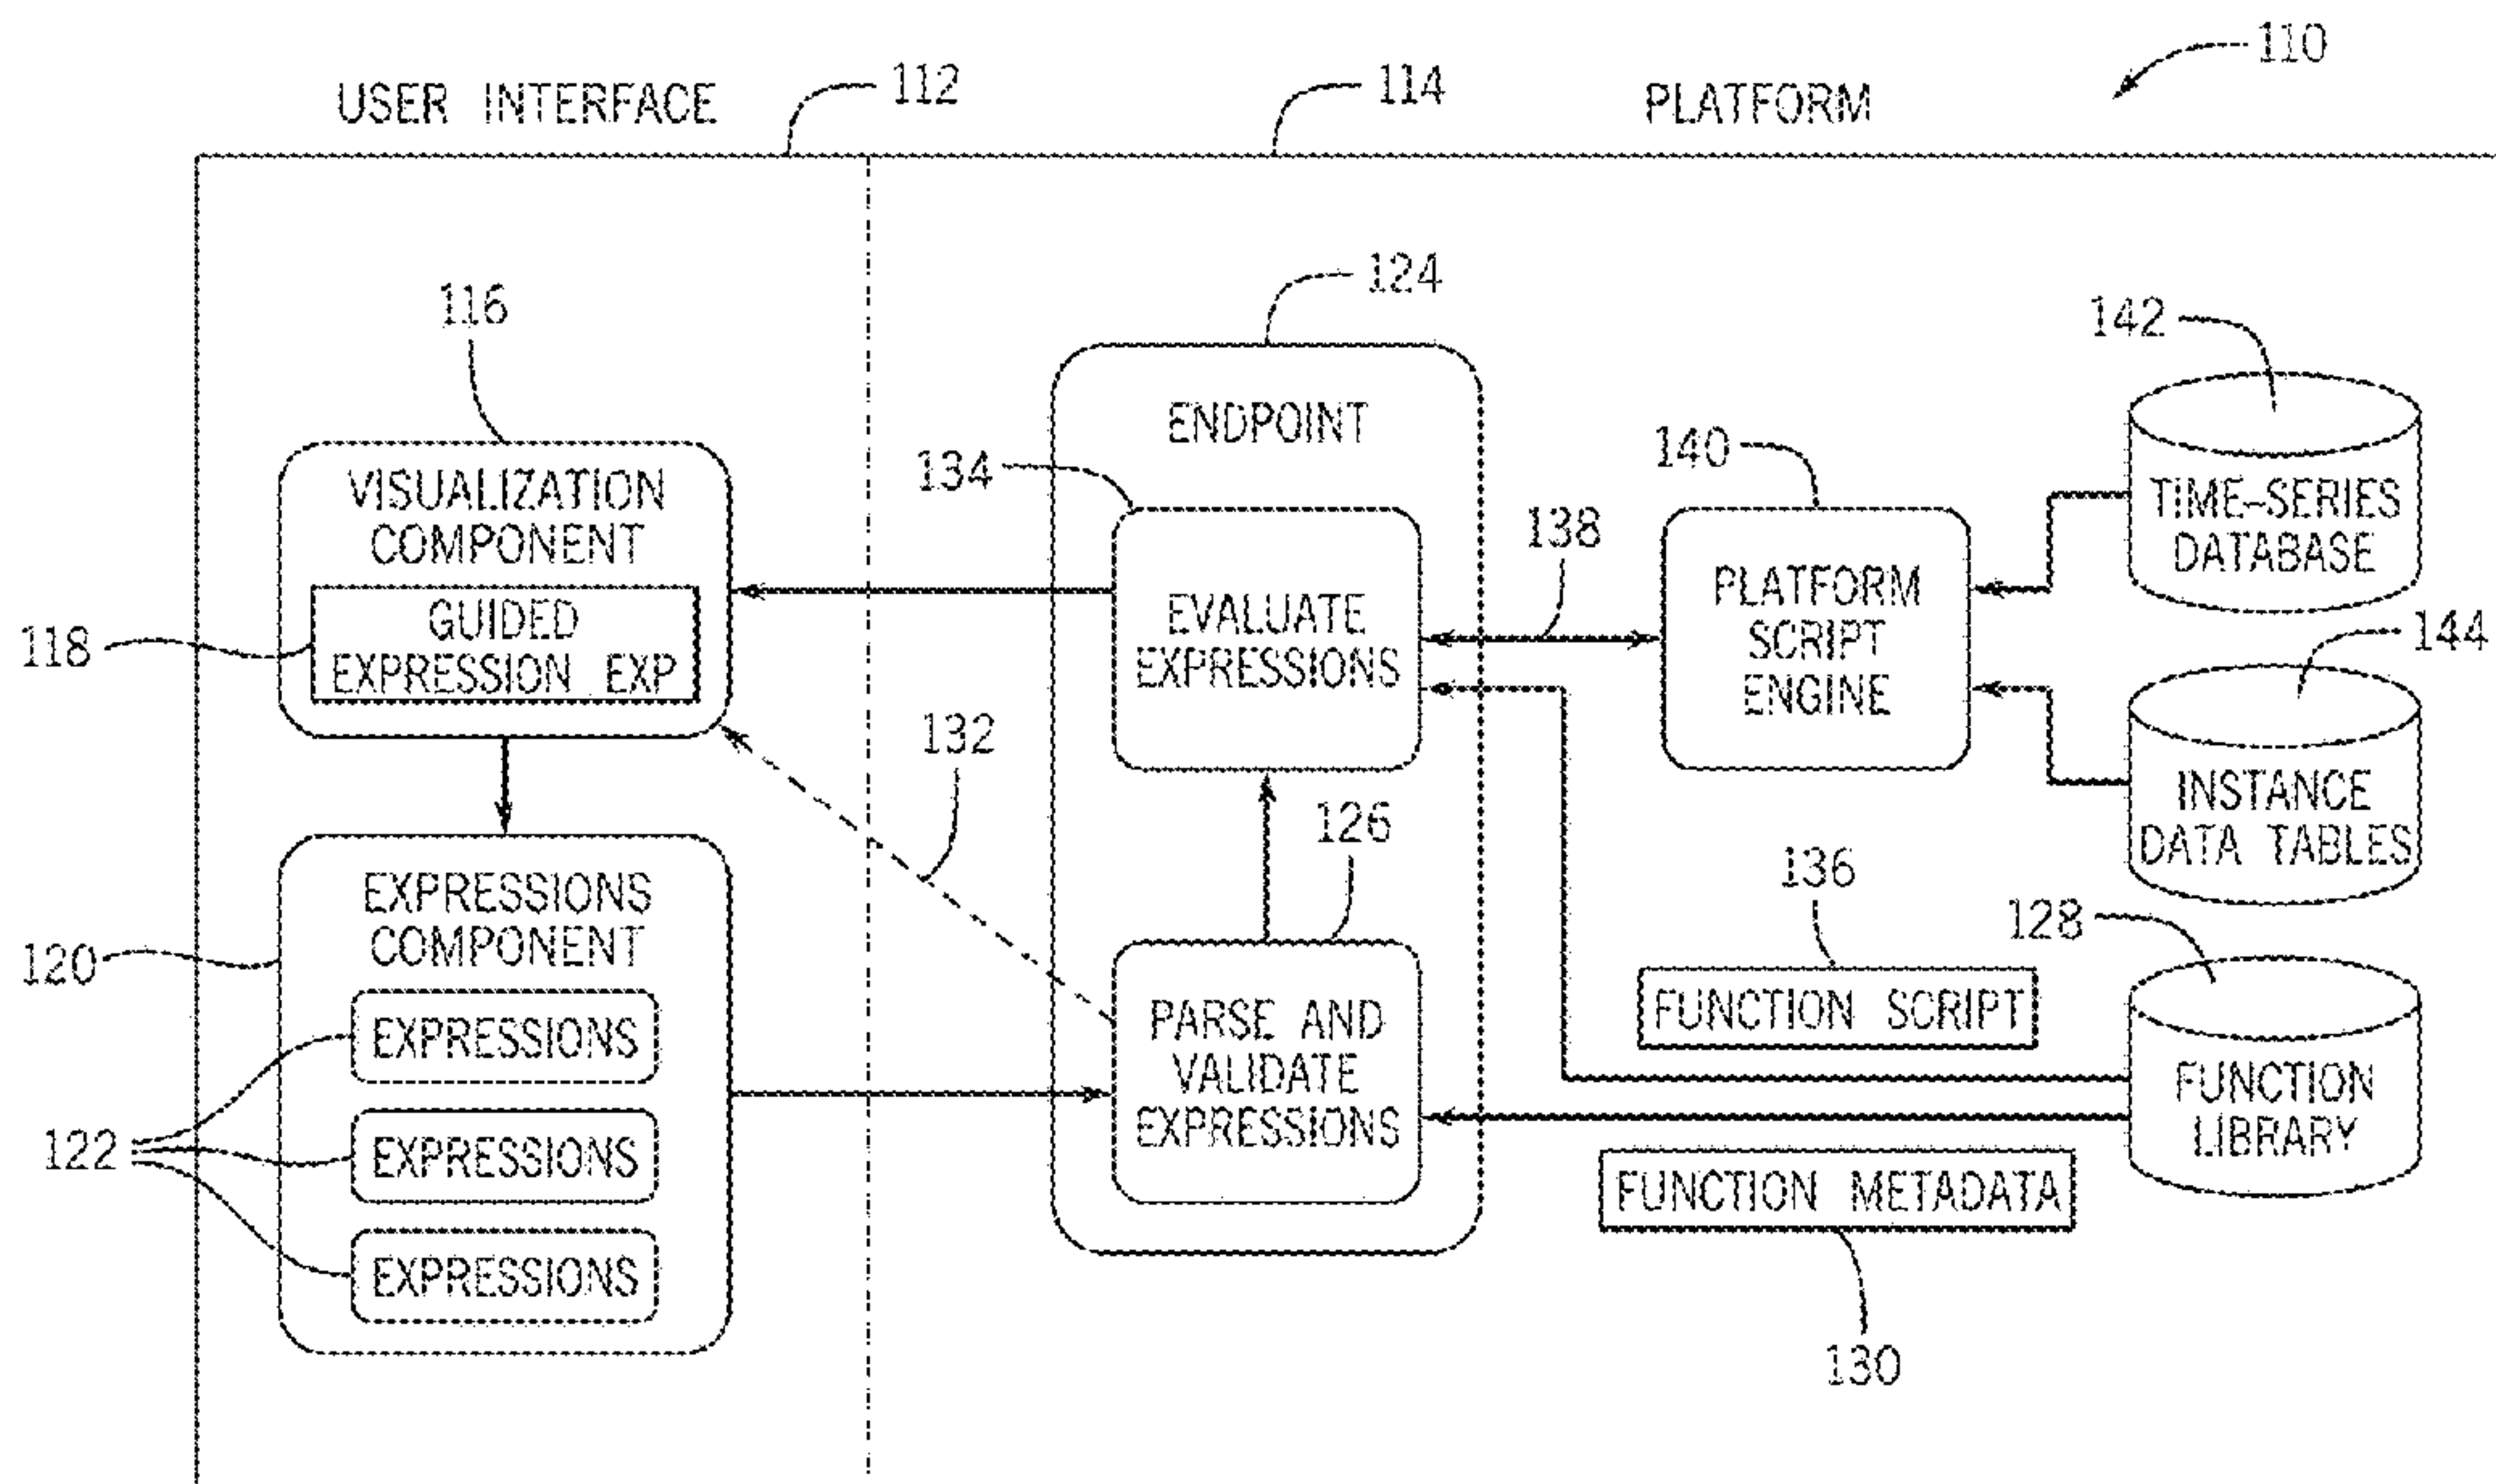 110
USER INTERFACE
112
114
PLATFORM
116
124
142
VISUALIZATION
COMPONENT
GUIDED
EXPRESSION EXP
118
ENDPOINT
134
EVALUATE
EXPRESSIONS
138
140
PLATFORM
SCRIPT
ENGINE
TIME-SERIES
DATABASE
144
INSTANCE
DATA TABLES
132
126
136
128
120
EXPRESSIONS
COMPONENT
EXPRESSIONS
EXPRESSIONS
EXPRESSIONS
122
PARSE AND
VALIDATE
EXPRESSIONS
FUNCTION SCRIPT
FUNCTION
LIBRARY
FUNCTION METADATA
130